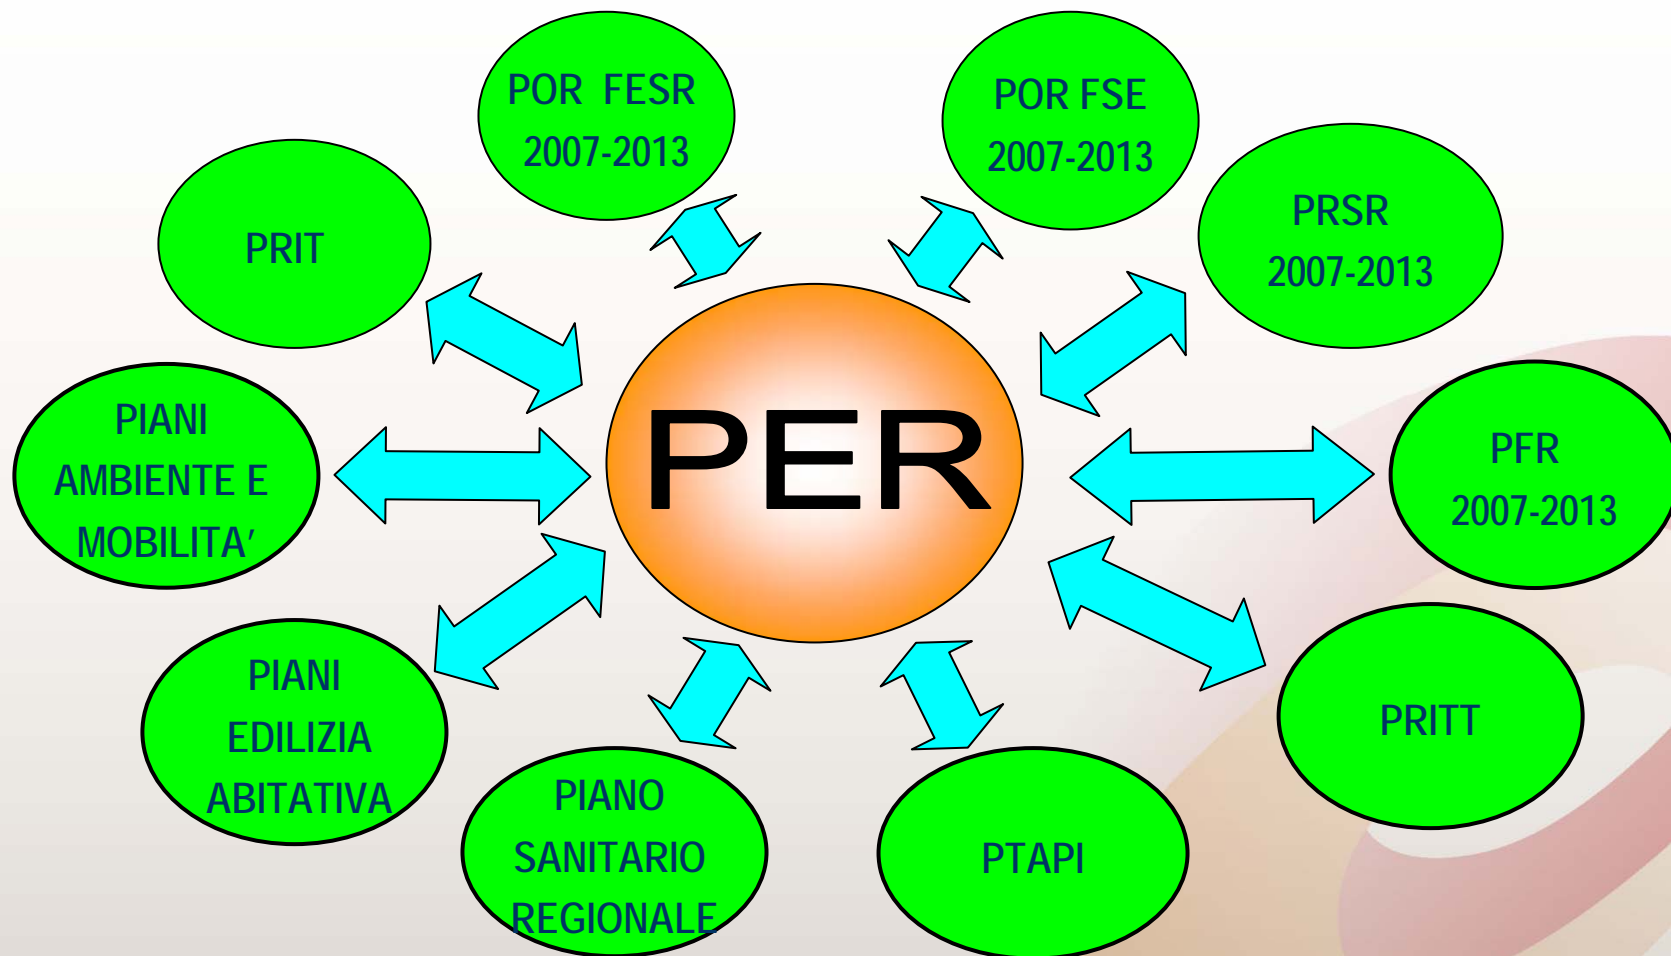 POR FESR
2007-2013
POR FSE
2007-2013
PRSR
2007-2013
PRIT
PIANI
AMBIENTE E
MOBILITA'
PER
PFR
2007-2013
PIANI
EDILIZIA
ABITATIVA
PRITT
PIANO
SANITARIO
REGIONALE
PTAPI